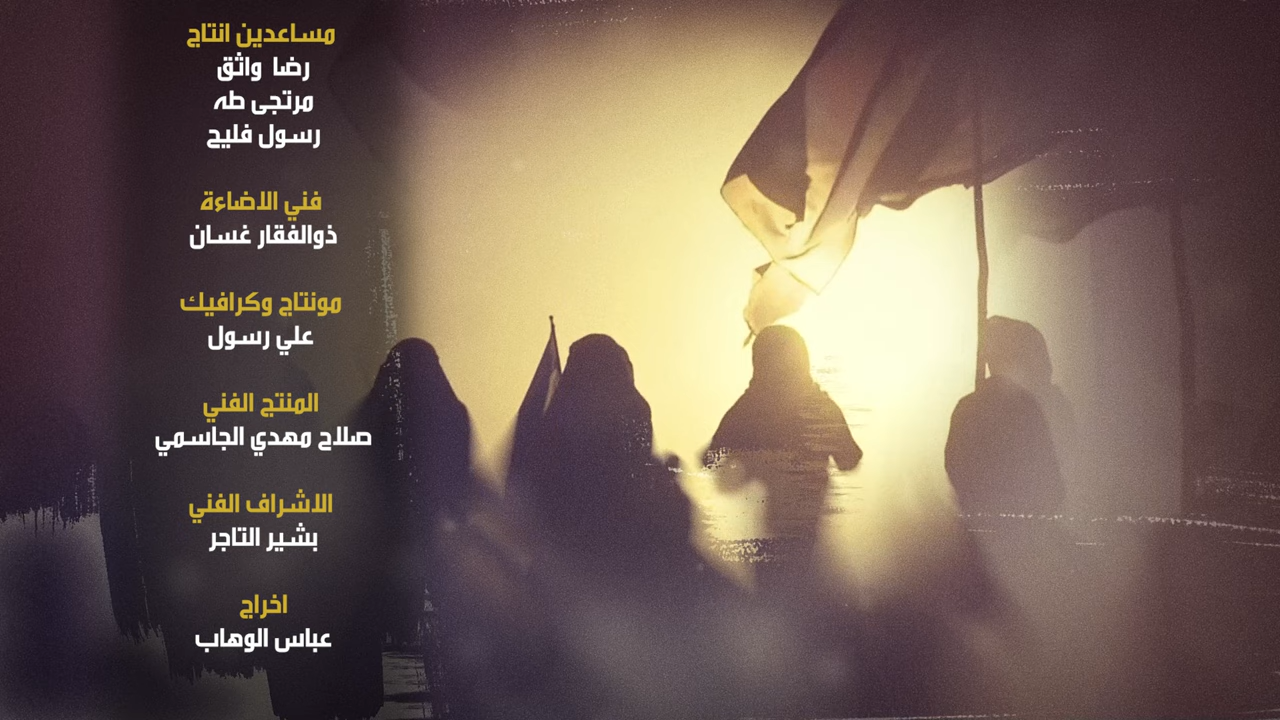 مساعدين انتاج
رضا واثق
مرتجى طه
رسول فليح
فني الاضاءة
ذوالفقار غسان
مونتاج وكرافيك
علي رسول
المنتج الفني
صلاح مهدي الجاسمي
الاشراف الفني
بشير التاجر
اخراج
عباس الوهاب